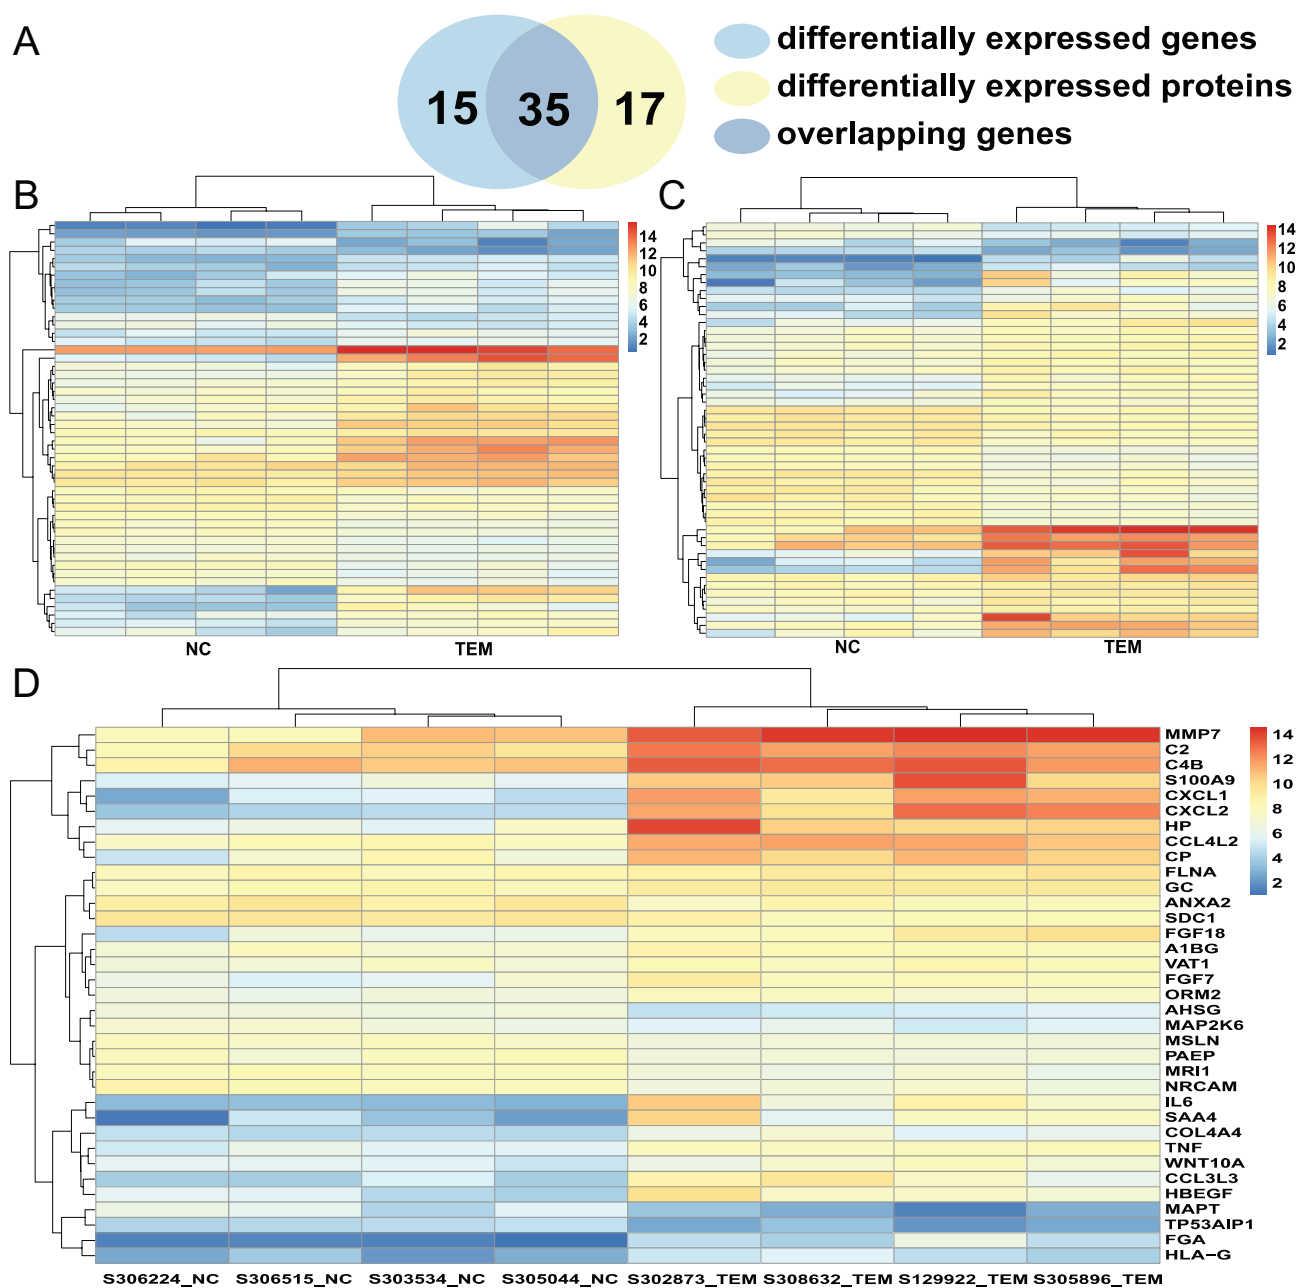 A
15 35 17
differentially expressed genes
differentially expressed proteins
overlapping genes
B
14
12
10
8
6
4
2
NC TEM
C
14
12
10
8
6
4
2
NC TEM
D
MMP7
C2
C4B
S100A9
CXCL1
CXCL2
HP
CCL4L2
CP
FLNA
GC
ANXA2
SDC1
FGF18
A1BG
VAT1
FGF7
ORM2
AHSG
MAP2K6
MSLN
PAEP
MRI1
NRCAM
IL6
SAA4
COL4A4
TNF
WNT10A
CCL3L3
HBEGF
MAPT
TP53AIP1
FGA
HLA−G
14
12
10
8
6
4
2
S306224_NC S306515_NC S303534_NC S305044_NC S302873_TEM S308632_TEM S129922_TEM S305896_TEM